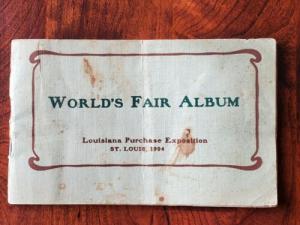 WORLD'S FAIR ALBUM
Louisiana Purchase Exposition
ST. LOUIS, 1904